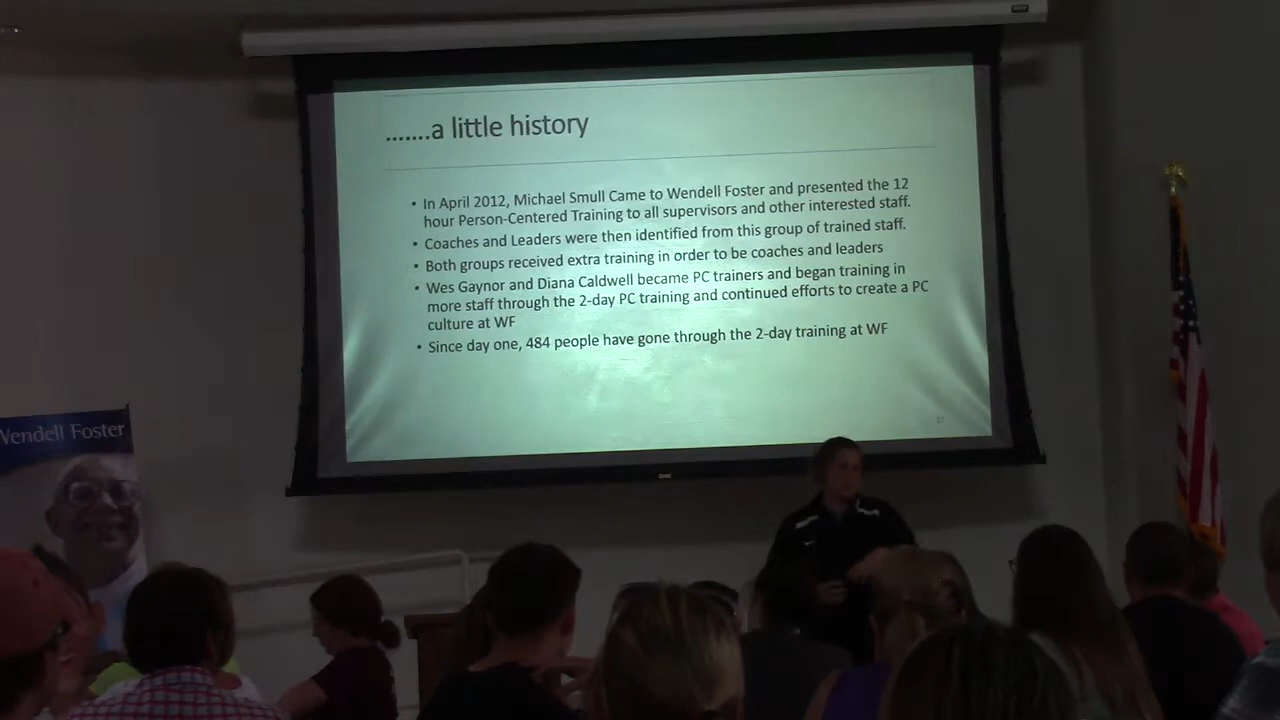 .......a little history
• In April 2012, Michael Smull Came to Wendell Foster and presented the 12
hour Person-Centered Training to all supervisors and other interested staff.
• Coaches and Leaders were then identified from this group of trained staff.
• Both groups received extra training in order to be coaches and leaders
• Wes Gaynor and Diana Caldwell became PC trainers and began training in
more staff through the 2-day PC training and continued efforts to create a PC
culture at WF
• Since day one, 484 people have gone through the 2-day training at WF
Wendell Foster